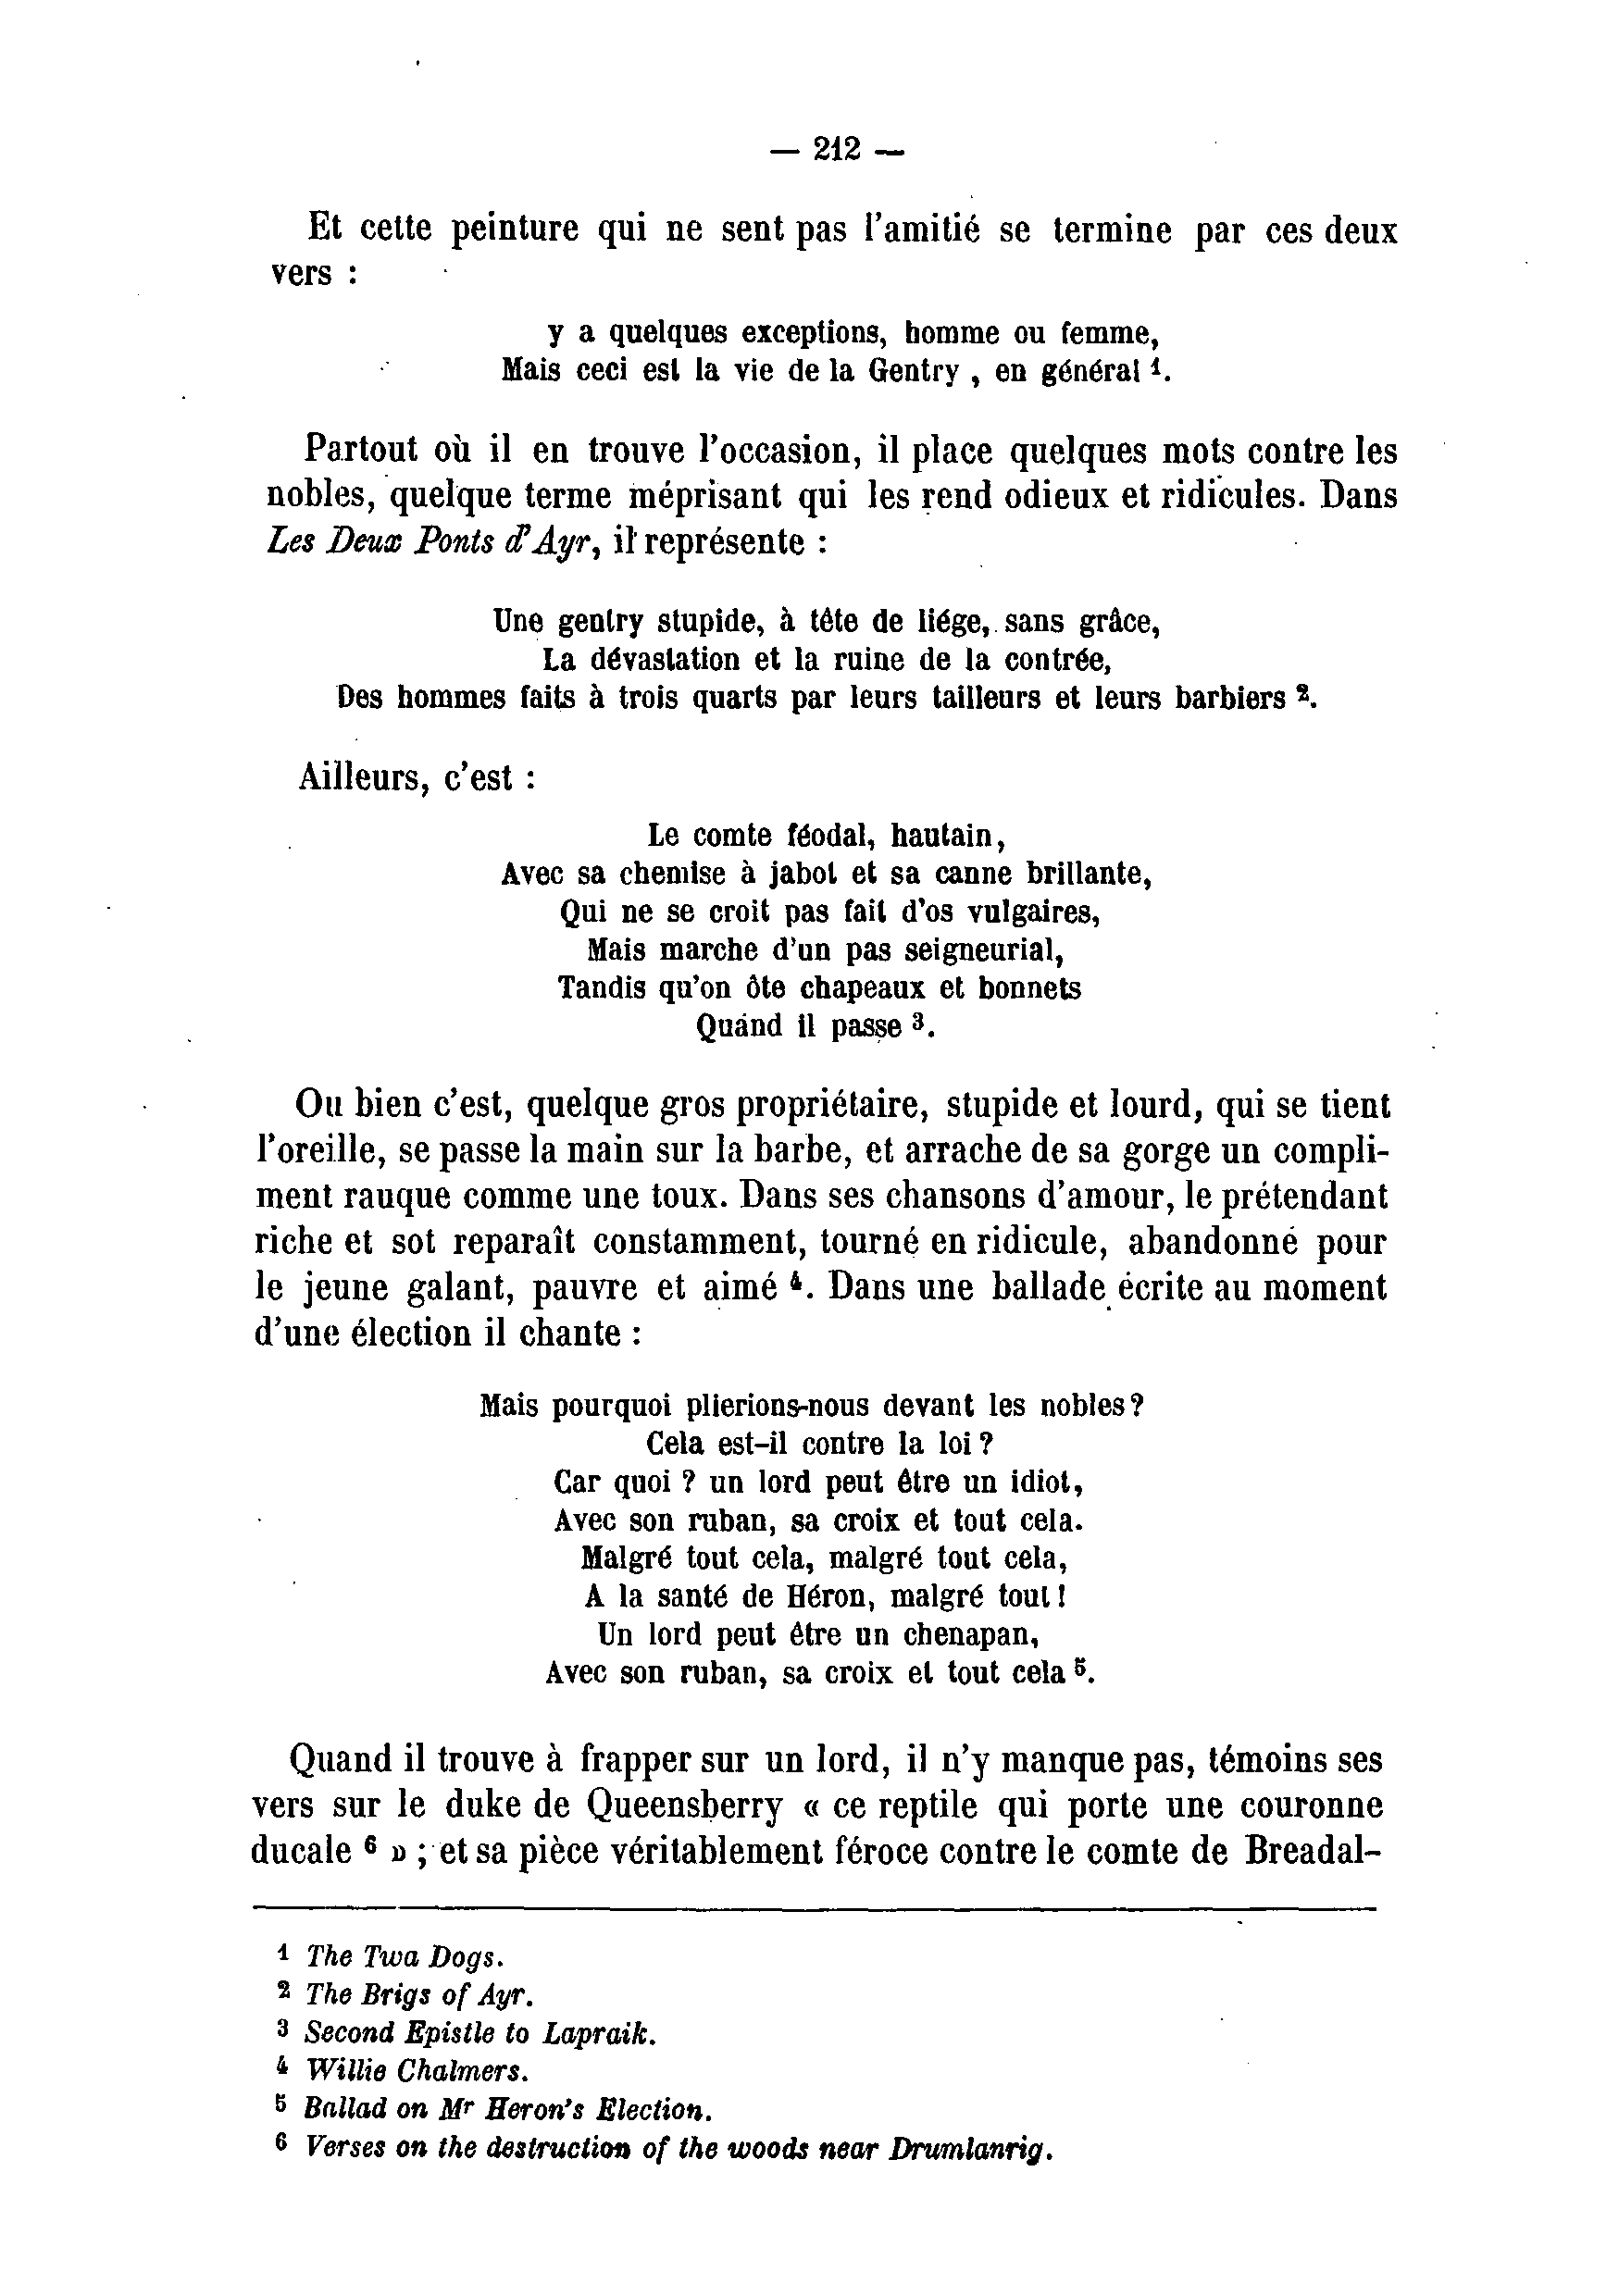 — 212 —
Et cette peinture qui ne sent pas l'amitié se termine par ces deux
vers :
y a quelques exceptions, homme ou femme,
Mais ceci est la vie de la Gentry , en général 1.
Partout où il en trouve l'occasion, il place quelques mots contre les
nobles, quelque terme méprisant qui les rend odieux et ridicules. Dans
Les Deux Ponts d'Ayr, il représente :
Une gentry stupide, à tête de liége, sans grâce,
La dévastation et la ruine de la contrée,
Des hommes faits à trois quarts par leurs tailleurs et leurs barbiers 2.
Ailleurs, c'est :
Le comte féodal, hautain,
Avec sa chemise à jabot et sa canne brillante,
Qui ne se croit pas fait d'os vulgaires,
Mais marche d'un pas seigneurial,
Tandis qu'on ôte chapeaux et bonnets
Quand il passe 3.
Ou bien c'est, quelque gros propriétaire, stupide et lourd, qui se tient
l'oreille, se passe la main sur la barbe, et arrache de sa gorge un compli-
ment rauque comme une toux. Dans ses chansons d'amour, le prétendant
riche et sot reparaît constamment, tourné en ridicule, abandonné pour
le jeune galant, pauvre et aimé 4. Dans une ballade écrite au moment
d'une élection il chante :
Mais pourquoi plierions-nous devant les nobles?
Cela est-il contre la loi ?
Car quoi ? un lord peut être un idiot,
Avec son ruban, sa croix et tout cela.
Malgré tout cela, malgré tout cela,
A la santé de Héron, malgré tout !
Un lord peut être un chenapan,
Avec son ruban, sa croix et tout cela 5.
Quand il trouve à frapper sur un lord, il n'y manque pas, témoins ses
vers sur le duke de Queensberry « ce reptile qui porte une couronne
ducale 6 » ; et sa pièce véritablement féroce contre le comte de Breadal-
1 The Twa Dogs.
2 The Brigs of Ayr.
3 Second Epistle to Lapraik.
4 Willie Chalmers.
5 Ballad on Mr Heron's Election.
6 Verses on the destruction of the woods near Drumlanrig.